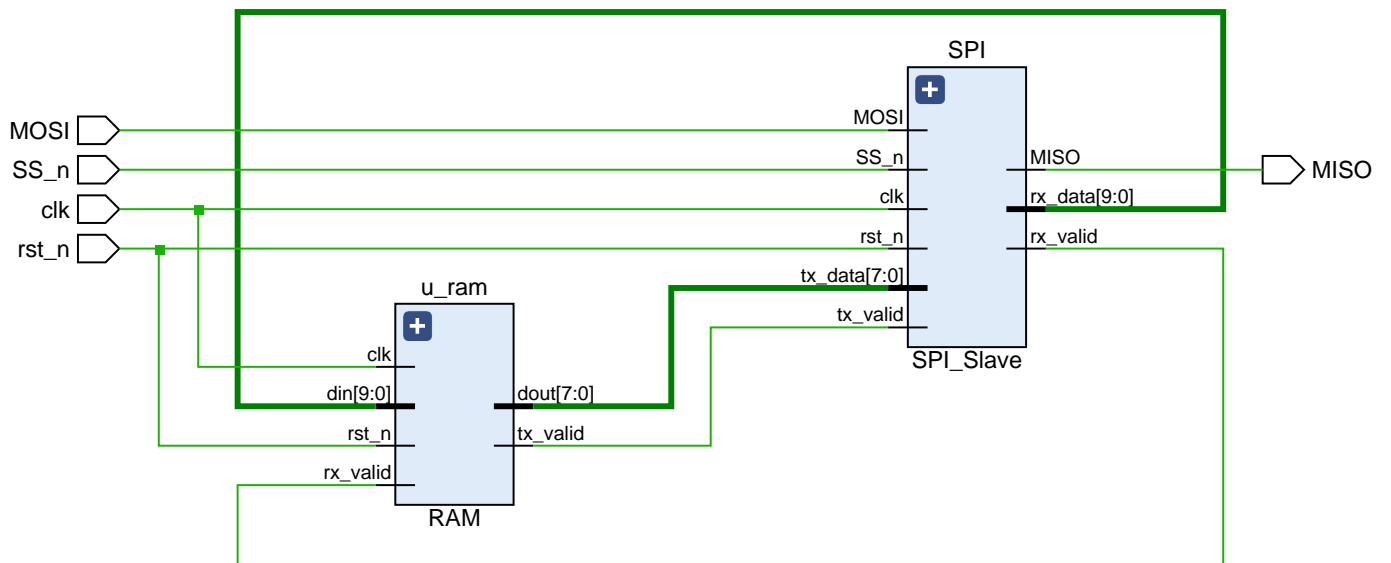 SPI
MOSI
SS_n
clk
rst_n
MOSI
SS_n
clk
rst_n
tx_data[7:0]
tx_valid
MISO
rx_data[9:0]
rx_valid
SPI_Slave
MISO
u_ram
clk
din[9:0]
rst_n
rx_valid
dout[7:0]
tx_valid
RAM